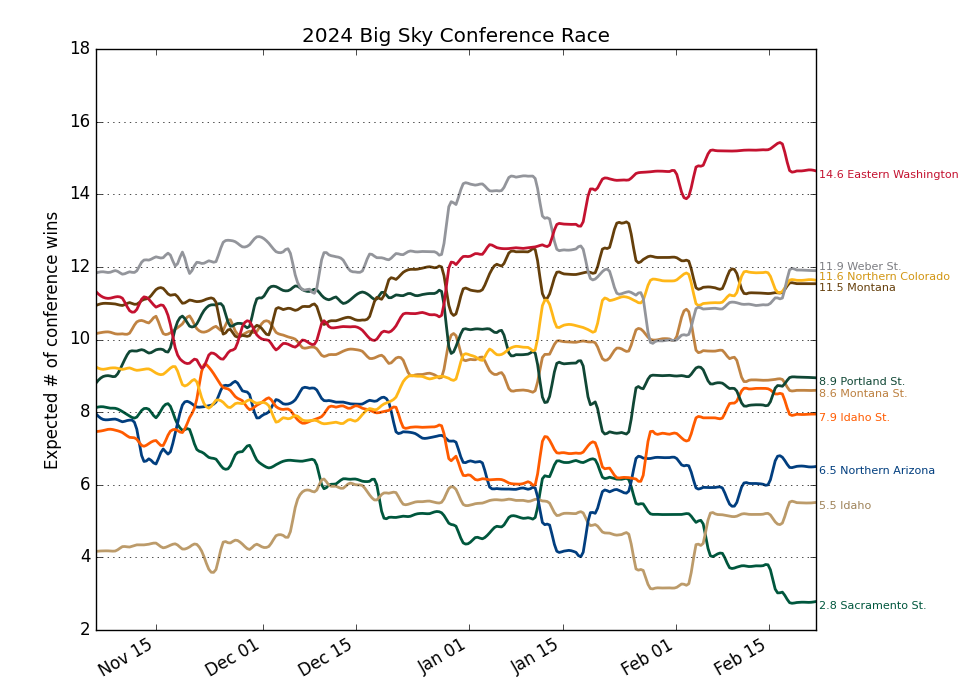 2024 Big Sky Conference Race
Expected # of conference wins
18
16
14
12
10
8
6
4
2
Nov 15
Dec 01
Dec 15
Jan 01
Jan 15
Feb 01
Feb 15
14.6 Eastern Washington
11.9 Weber St.
11.6 Northern Colorado
11.5 Montana
8.9 Portland St.
8.6 Montana St.
7.9 Idaho St.
6.5 Northern Arizona
5.5 Idaho
2.8 Sacramento St.